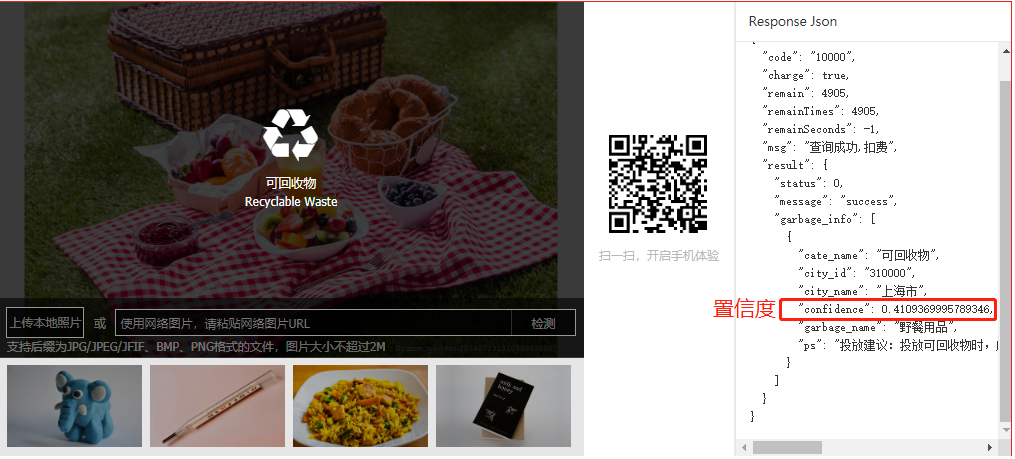 可回收物
Recyclable Waste
上传本地照片 或 使用网络图片，请粘贴网络图片URL 检测
支持后缀为JPG/JPEG/JFIF、BMP、PNG格式的文件，图片大小不超过2M
milk and
honey
扫一扫，开启手机体验
Response Json
{
"code": "10000",
"charge": true,
"remain": 4905,
"remainTimes": 4905,
"remainSeconds": -1,
"msg": "查询成功,扣费",
"result": {
"status": 0,
"message": "success",
"garbage_info": [
{
"cate_name": "可回收物",
"city_id": "310000",
"city_name": "上海市",
置信度 "confidence": 0.4109369995789346,
"garbage_name": "野餐用品",
"ps": "投放建议：投放可回收物时，
}
]
}
}